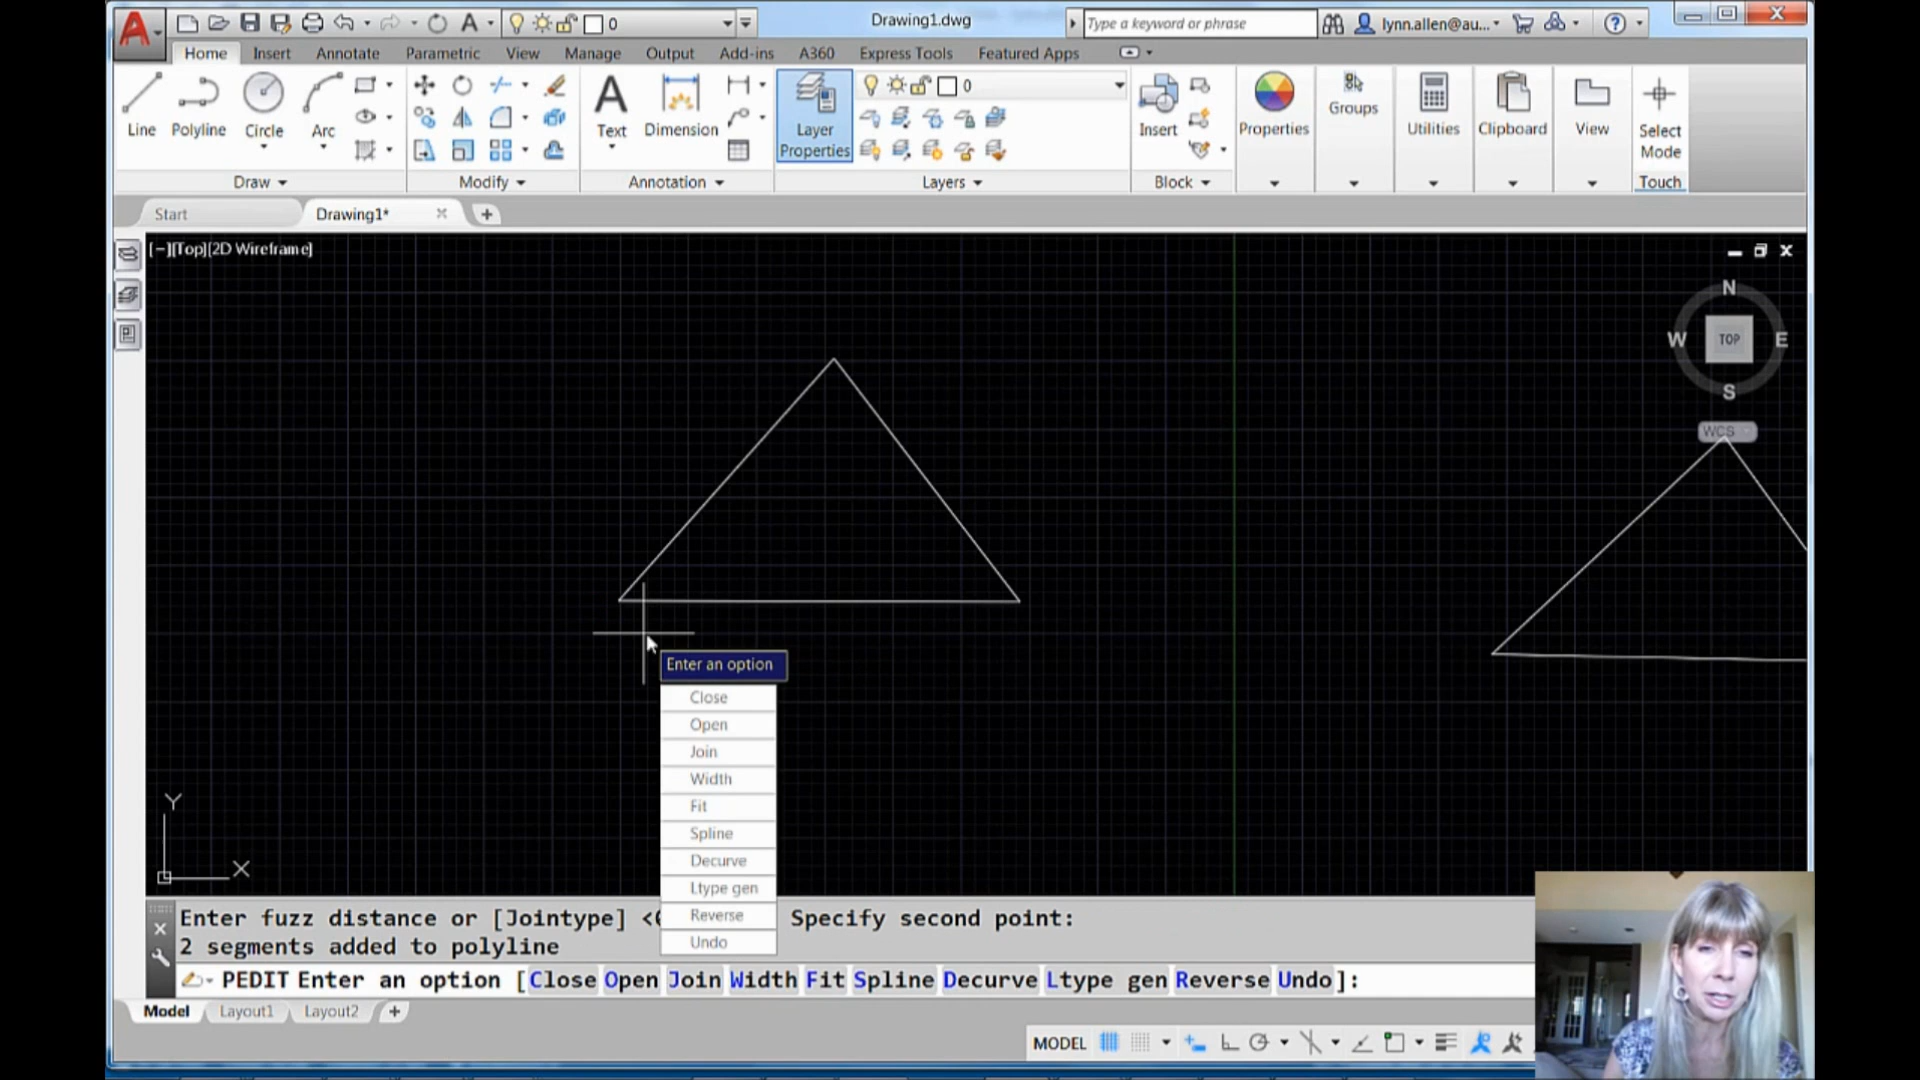 0
Drawing1.dwg
Type a keyword or phrase
lynn.allen@au...
Home
Insert
Annotate
Parametric
View
Manage
Output
Add-ins
A360
Express Tools
Featured Apps
Line
Polyline
Circle
Arc
Text
Dimension
Layer
Properties
0
Insert
Properties
Groups
Utilities
Clipboard
View
Select
Mode
Draw
Modify
Annotation
Layers
Block
Touch
Start
Drawing1*
[−][Top][2D Wireframe]
N
W
TOP
E
S
WCS
Enter an option
Close
Open
Join
Width
Fit
Spline
Decurve
Ltype gen
Reverse
Undo
Y
X
Enter fuzz distance or [Jointype] <0 Specify second point:
2 segments added to polyline
PEDIT Enter an option [Close Open Join Width Fit Spline Decurve Ltype gen Reverse Undo]:
Model
Layout1
Layout2
MODEL